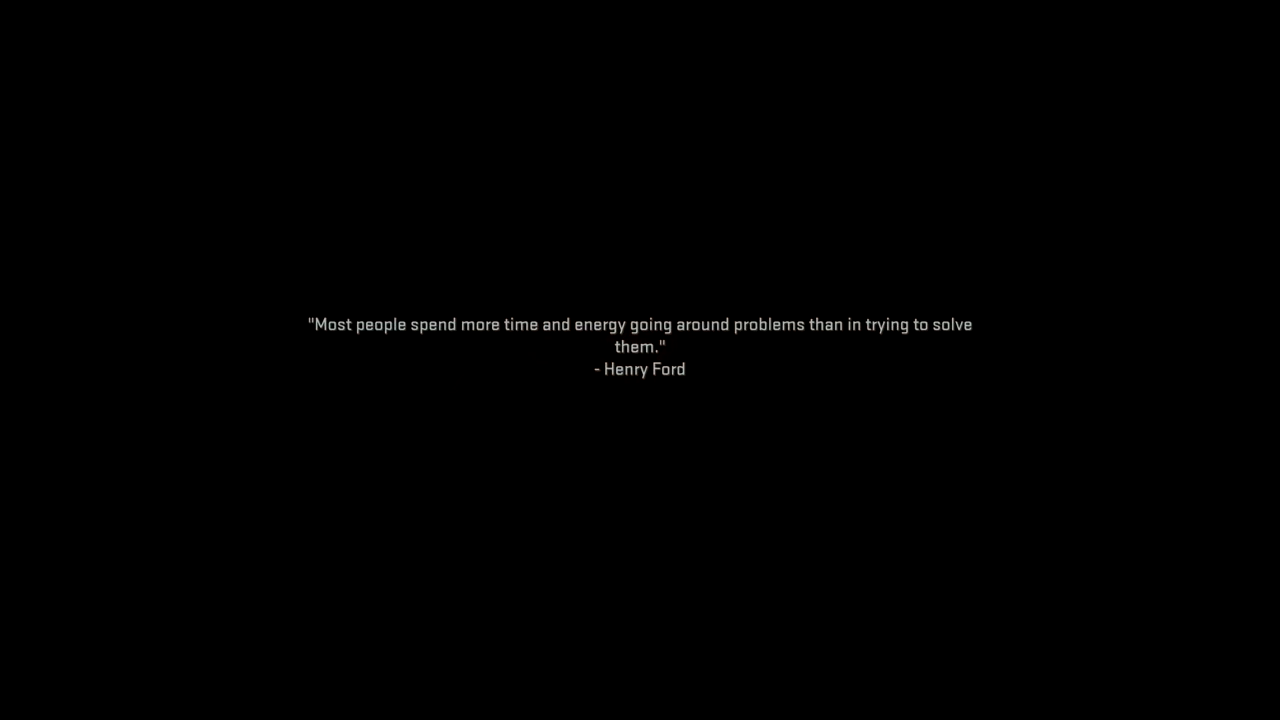 "Most people spend more time and energy going around problems than in trying to solve
them."
- Henry Ford